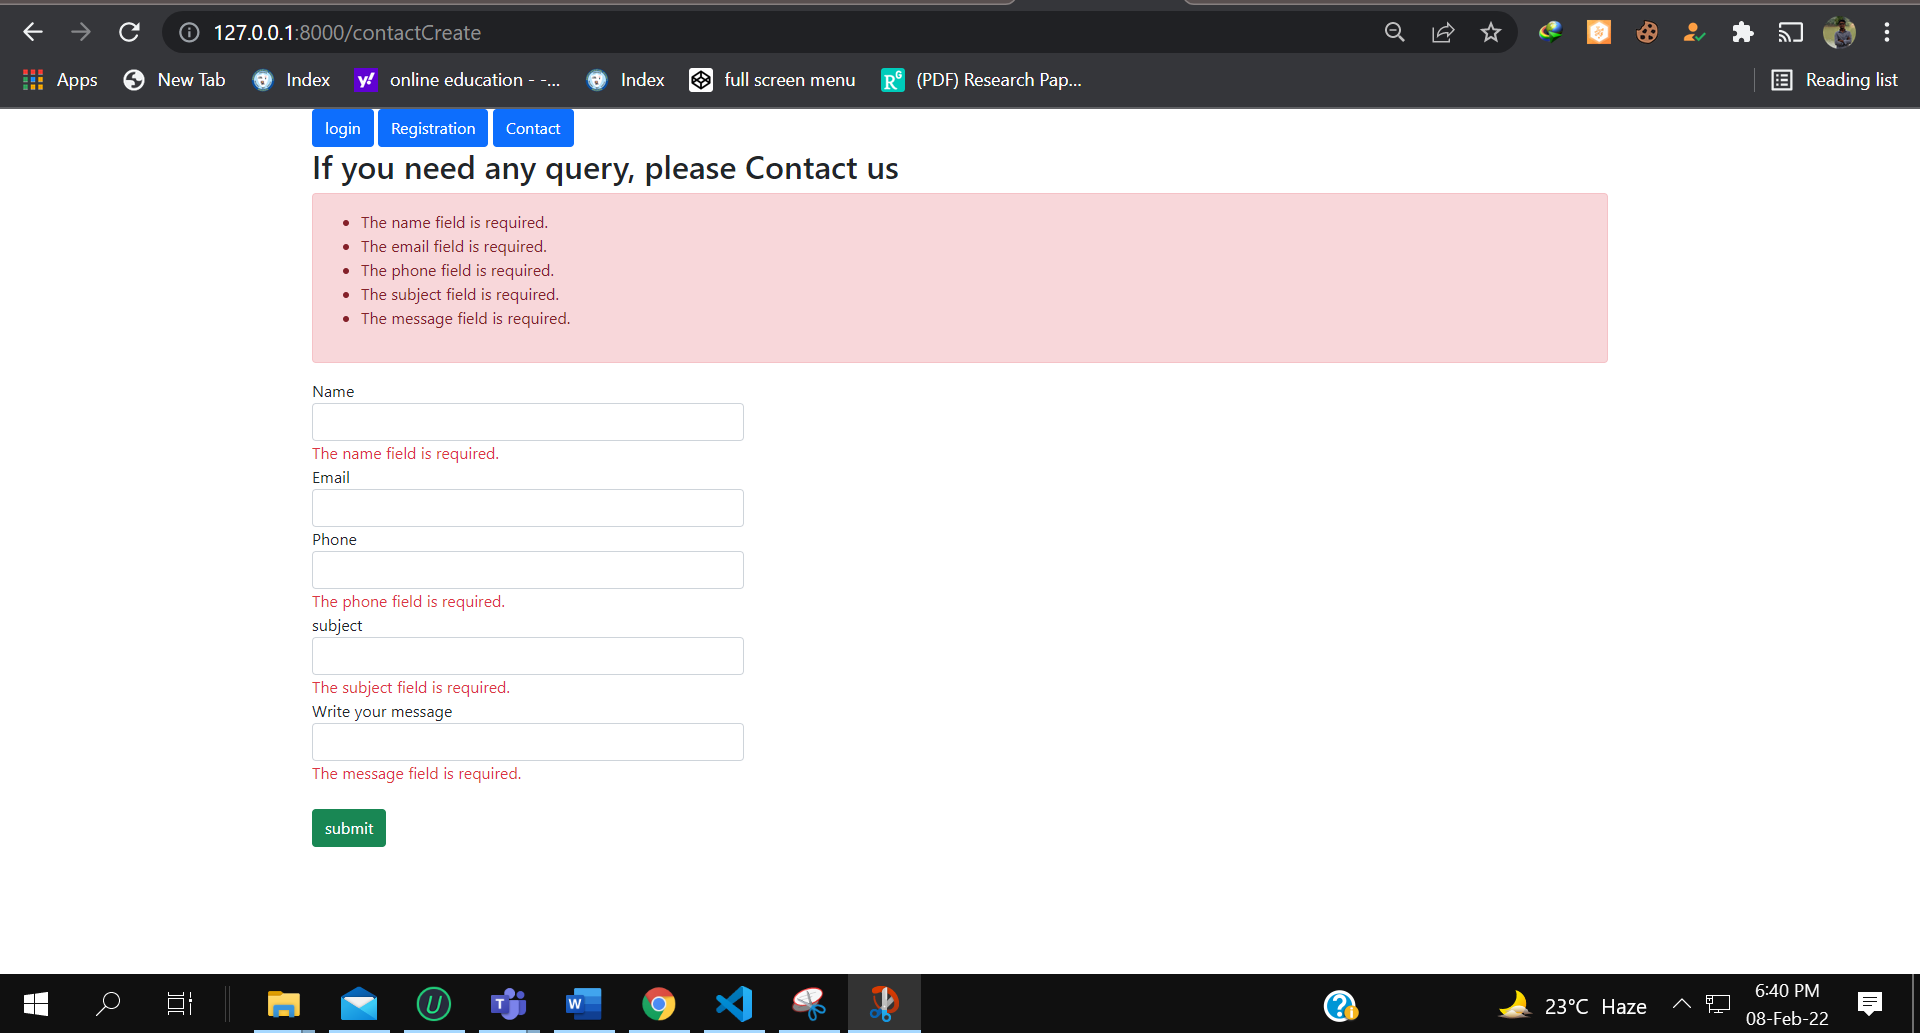 127.0.0.1:8000/contactCreate
Apps New Tab Index online education - -... Index full screen menu (PDF) Research Pap... Reading list
login Registration Contact
If you need any query, please Contact us
The name field is required.
The email field is required.
The phone field is required.
The subject field is required.
The message field is required.
Name
The name field is required.
Email
Phone
The phone field is required.
subject
The subject field is required.
Write your message
The message field is required.
submit
23°C Haze
6:40 PM
08-Feb-22